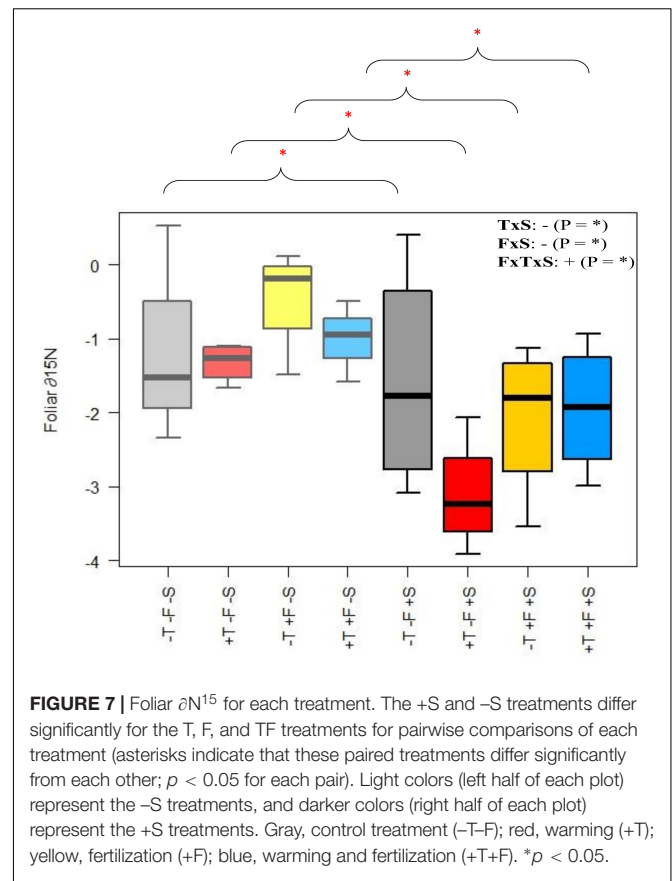 *
*
*
*
TxS: - (P = *)
FxS: - (P = *)
FxTxS: + (P = *)
Foliar ∂15N
0
-1
-2
-3
-4
-T -F -S
+T -F -S
-T +F -S
+T +F -S
-T -F +S
+T -F +S
-T +F +S
+T +F +S
FIGURE 7 | Foliar ∂N¹⁵ for each treatment. The +S and –S treatments differ
significantly for the T, F, and TF treatments for pairwise comparisons of each
treatment (asterisks indicate that these paired treatments differ significantly
from each other; p < 0.05 for each pair). Light colors (left half of each plot)
represent the –S treatments, and darker colors (right half of each plot)
represent the +S treatments. Gray, control treatment (–T–F); red, warming (+T);
yellow, fertilization (+F); blue, warming and fertilization (+T+F). *p < 0.05.